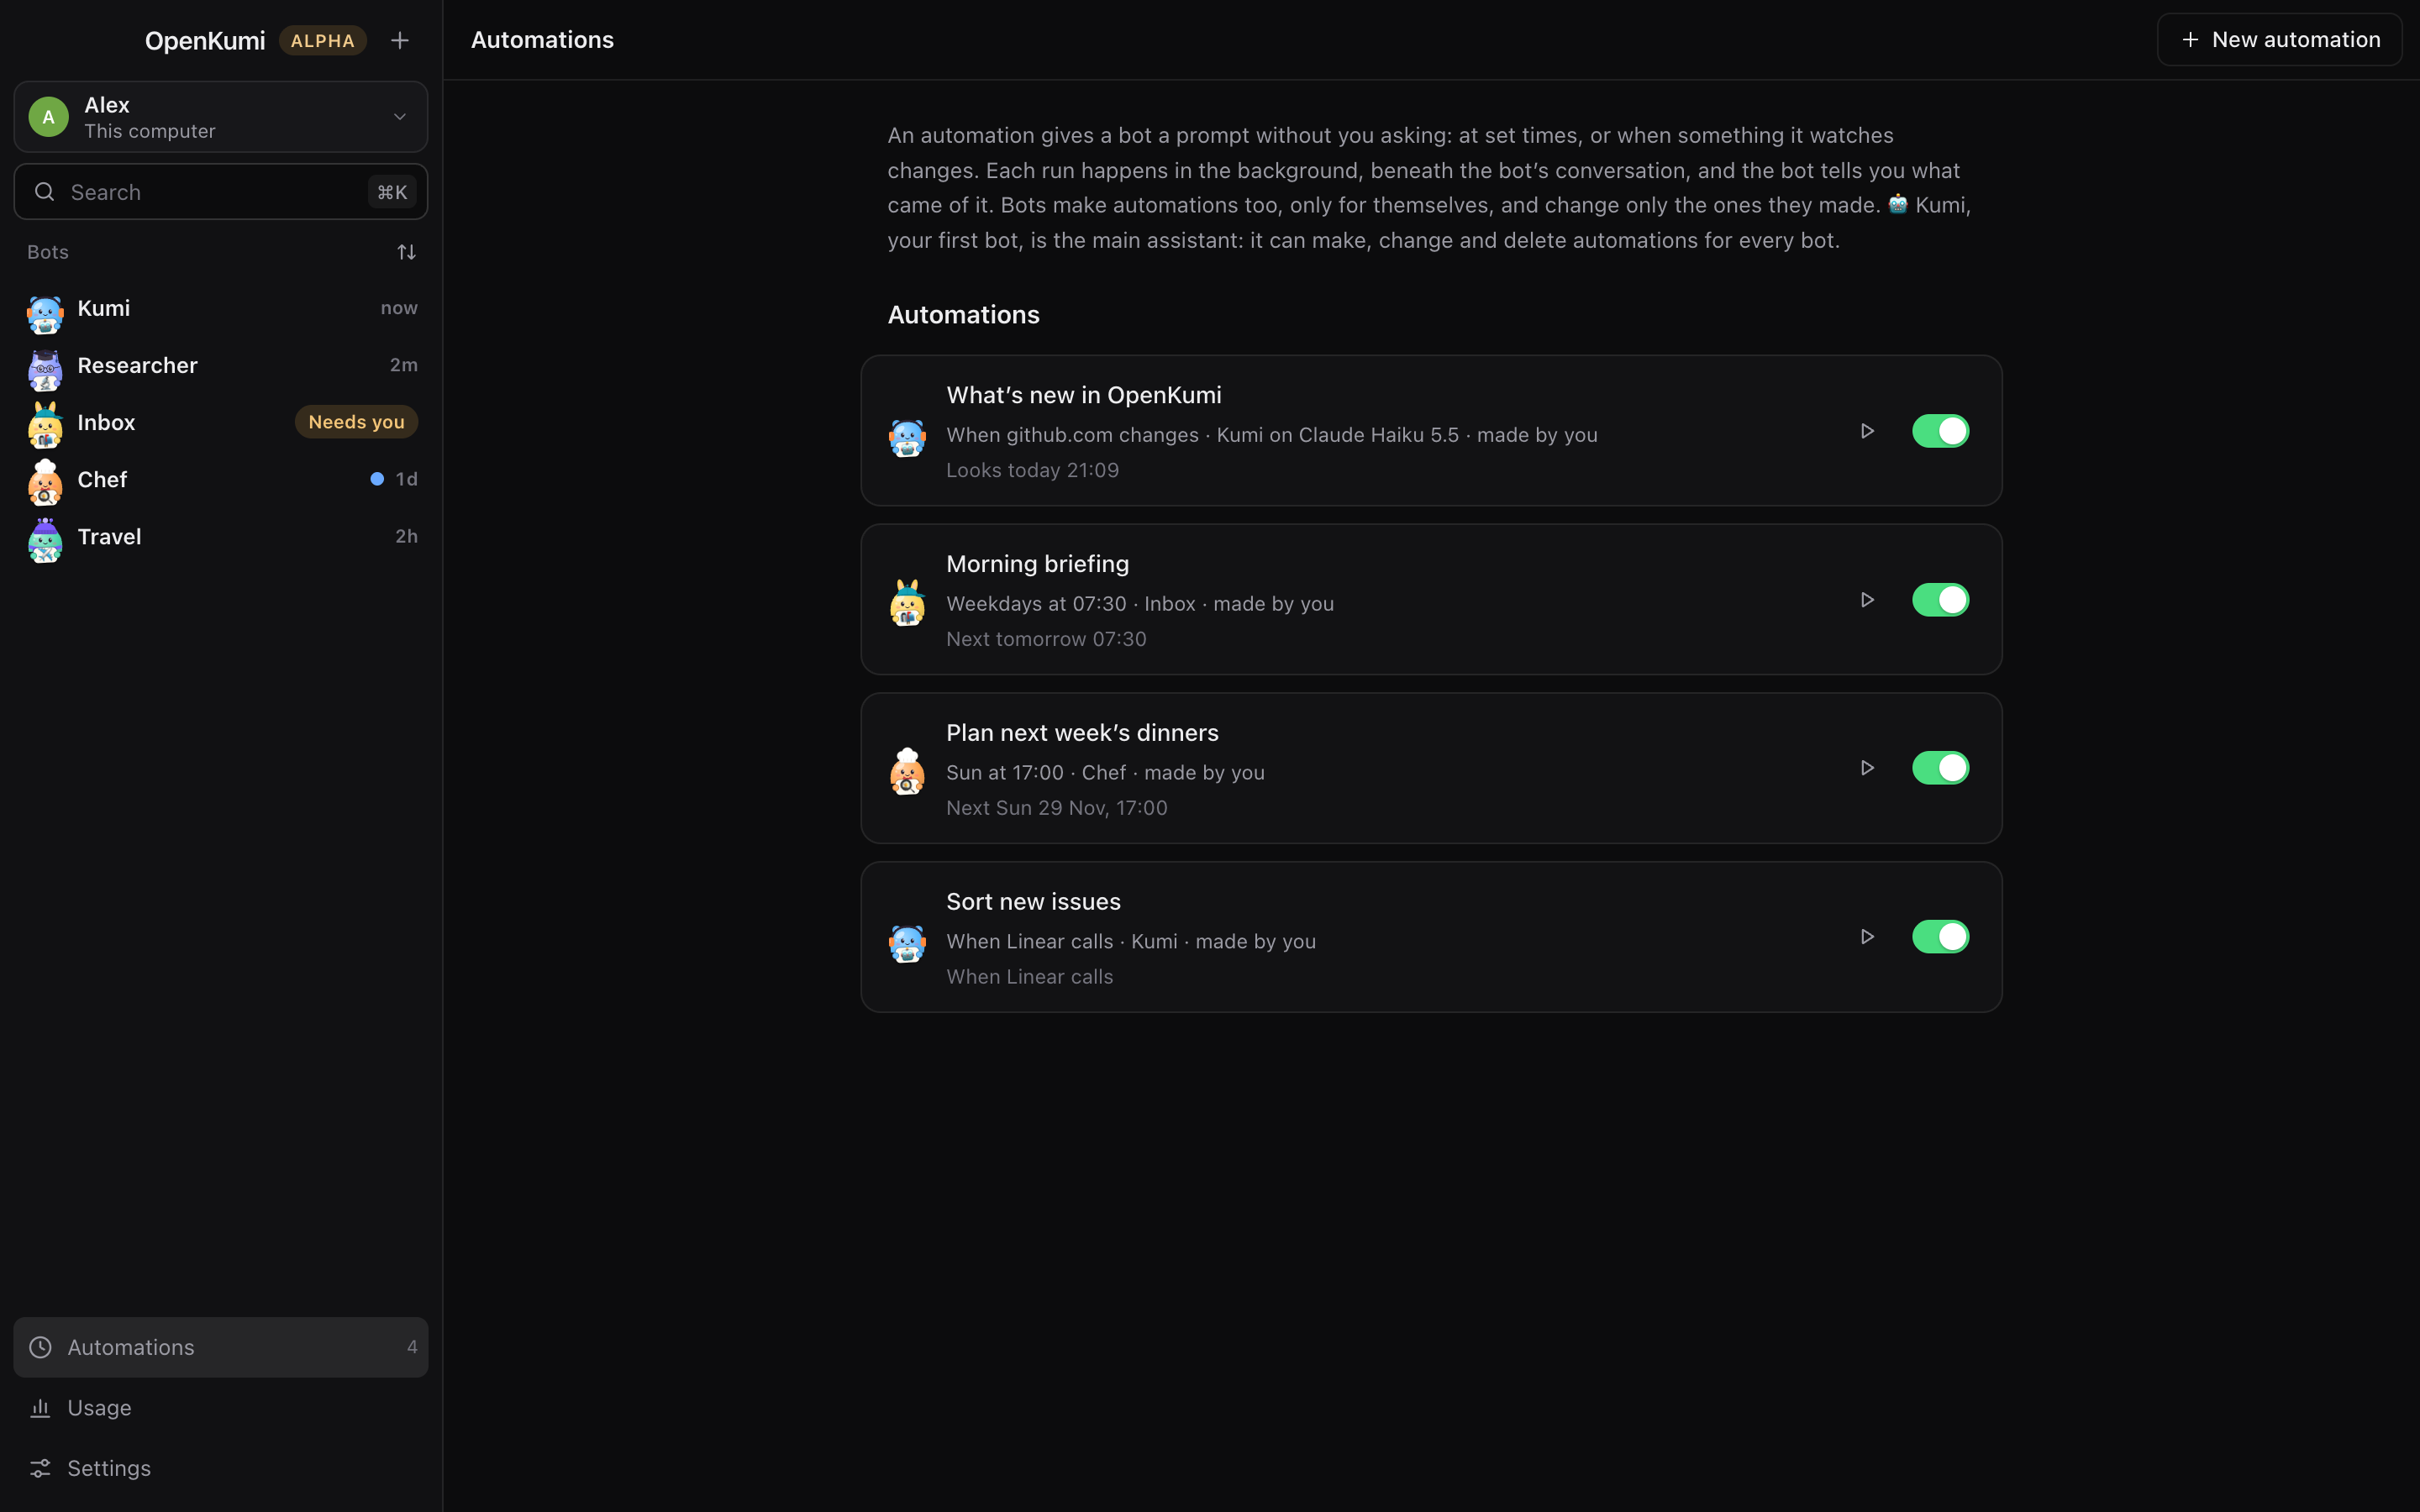 OpenKumi ALPHA
A
Alex
This computer
Search ⌘K
Bots
Kumi now
Researcher 2m
Inbox Needs you
Chef 1d
Travel 2h
Automations 4
Usage
Settings
Automations
New automation
An automation gives a bot a prompt without you asking: at set times, or when something it watches
changes. Each run happens in the background, beneath the bot’s conversation, and the bot tells you what
came of it. Bots make automations too, only for themselves, and change only the ones they made. 🤖 Kumi,
your first bot, is the main assistant: it can make, change and delete automations for every bot.
Automations
What’s new in OpenKumi
When github.com changes · Kumi on Claude Haiku 5.5 · made by you
Looks today 21:09
Morning briefing
Weekdays at 07:30 · Inbox · made by you
Next tomorrow 07:30
Plan next week’s dinners
Sun at 17:00 · Chef · made by you
Next Sun 29 Nov, 17:00
Sort new issues
When Linear calls · Kumi · made by you
When Linear calls